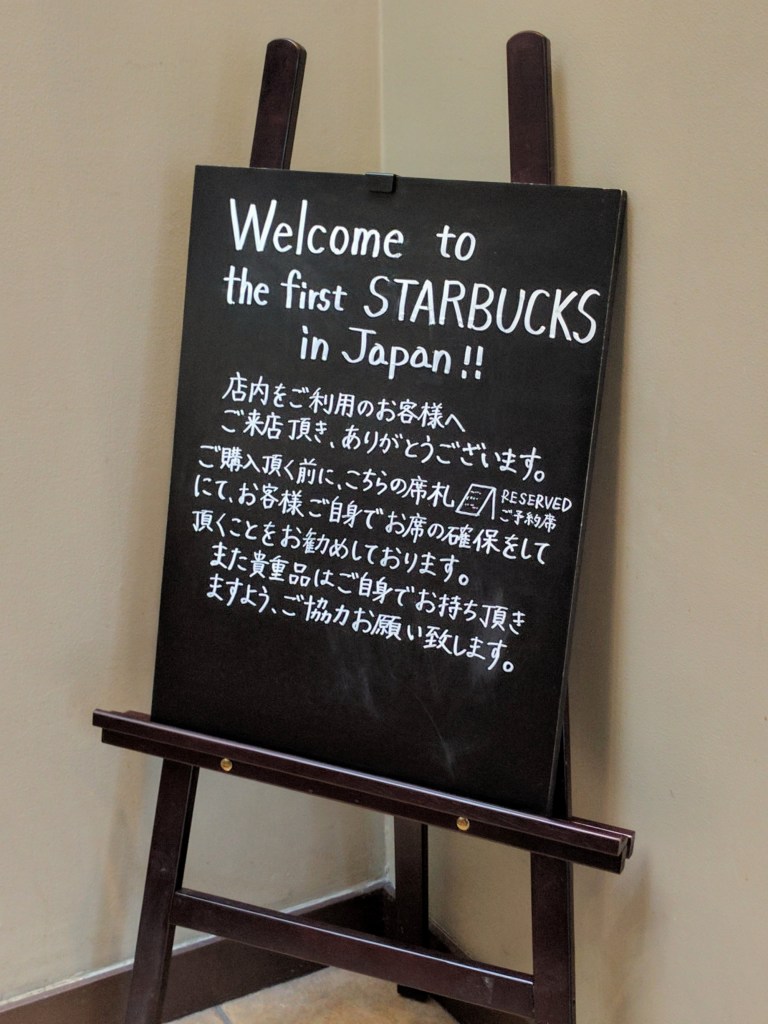 Welcome to
the first STARBUCKS
in Japan!!
店内をご利用のお客様へ
ご来店頂き、ありがとうございます。
ご購入頂く前に、こちらの席札 RESERVED ご予約席
にて、お客様ご自身でお席の確保をして
頂くことをお勧めしております。
また貴重品はご自身でお持ち頂き
ますよう、ご協力お願い致します。